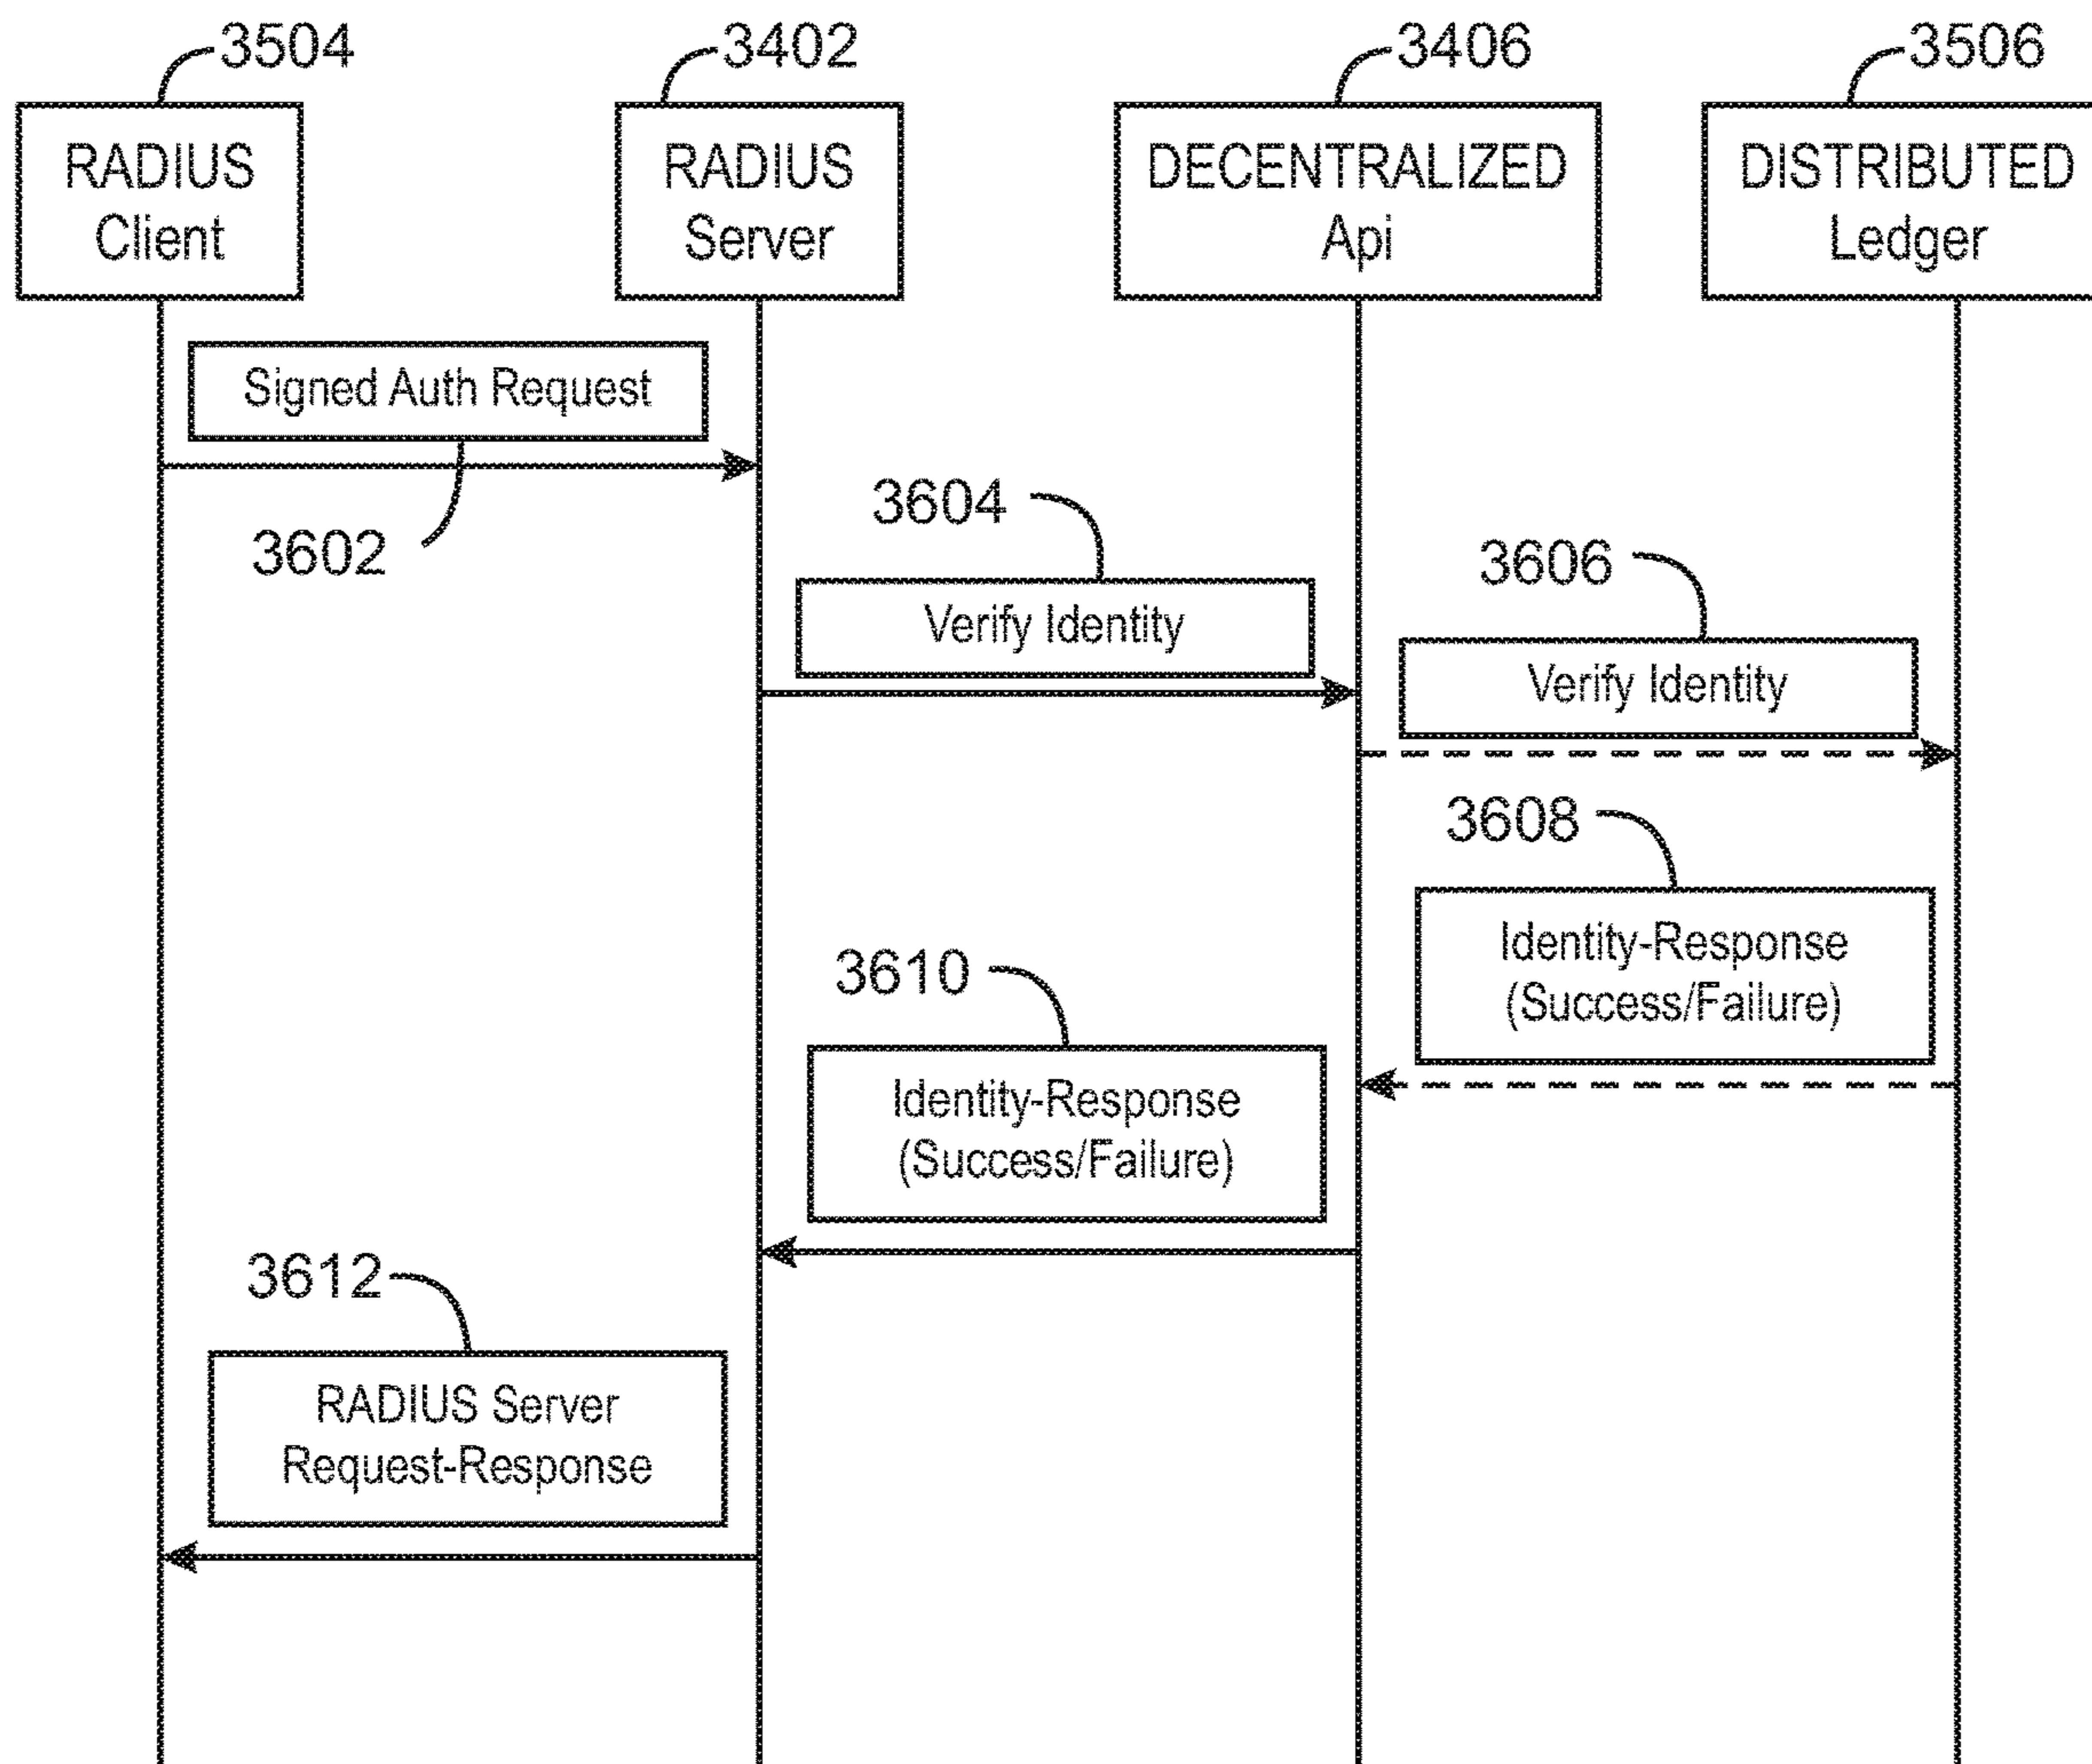 3504
3402
3406
3506
RADIUS
Client
RADIUS
Server
DECENTRALIZED
Api
DISTRIBUTED
Ledger
Signed Auth Request
3602
3604
Verify Identity
3606
Verify Identity
3608
Identity-Response
(Success/Failure)
3610
Identity-Response
(Success/Failure)
3612
RADIUS Server
Request-Response